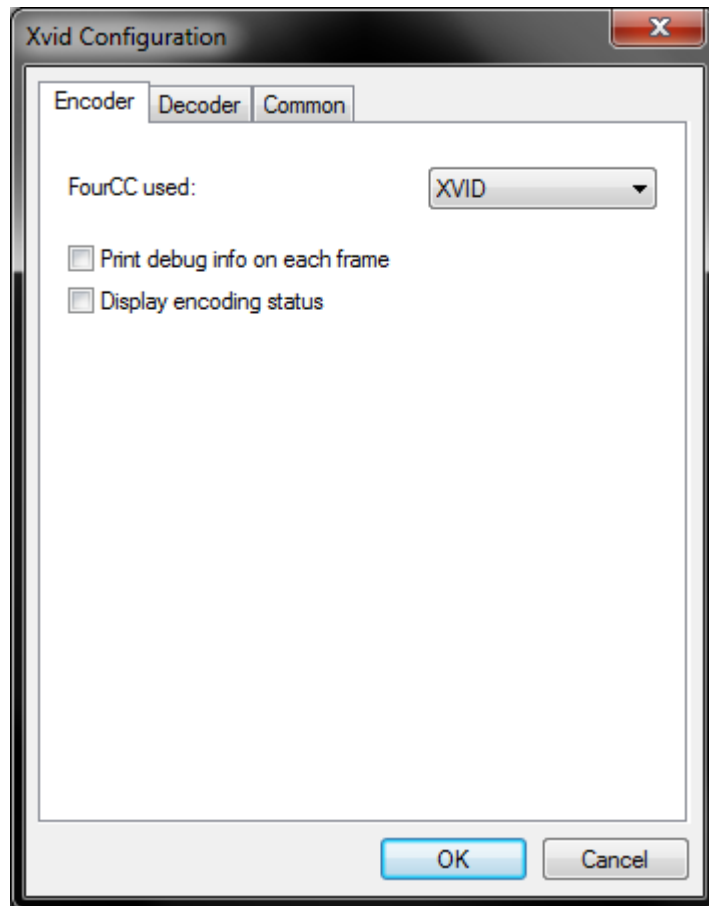 Xvid Configuration
Encoder Decoder Common
FourCC used: XVID
Print debug info on each frame
Display encoding status
OK Cancel